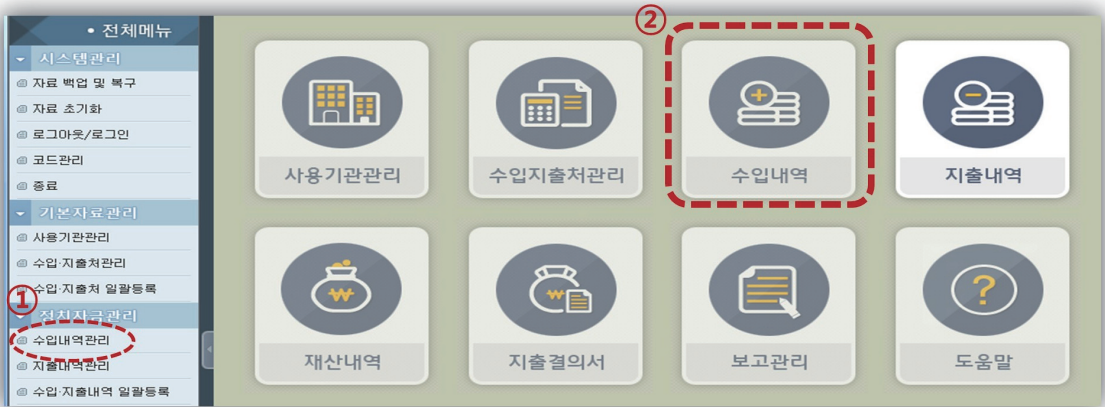 • 전체메뉴
시스템관리
자료 백업 및 복구
자료 초기화
로그아웃/로그인
코드관리
종료
기본자료관리
사용기관관리
수입·지출처관리
수입·지출처 일괄등록
①
정치자금관리
수입내역관리
지출내역관리
수입·지출내역 일괄등록
②
사용기관관리
수입지출처관리
수입내역
지출내역
재산내역
지출결의서
보고관리
도움말